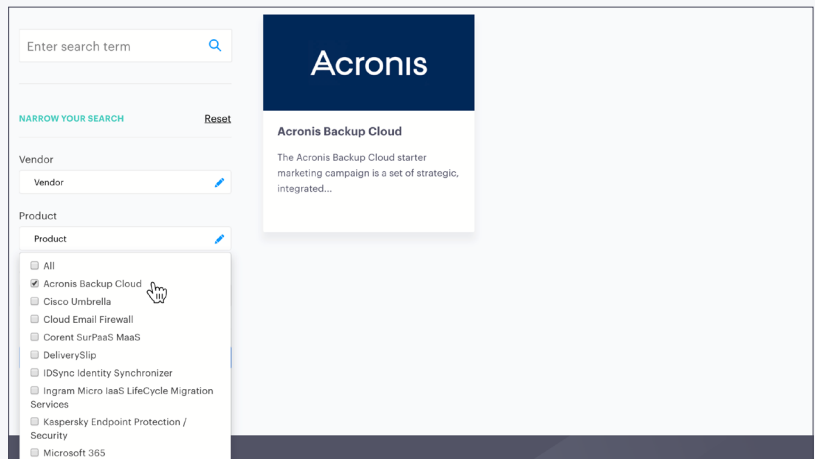 Enter search term
NARROW YOUR SEARCH
Reset
Vendor
Vendor
Product
Product
All
Acronis Backup Cloud
Cisco Umbrella
Cloud Email Firewall
Corent SurPaaS MaaS
DeliverySlip
IDSync Identity Synchronizer
Ingram Micro IaaS LifeCycle Migration
Services
Kaspersky Endpoint Protection /
Security
Microsoft 365
Acronis
Acronis Backup Cloud
The Acronis Backup Cloud starter
marketing campaign is a set of strategic,
integrated...